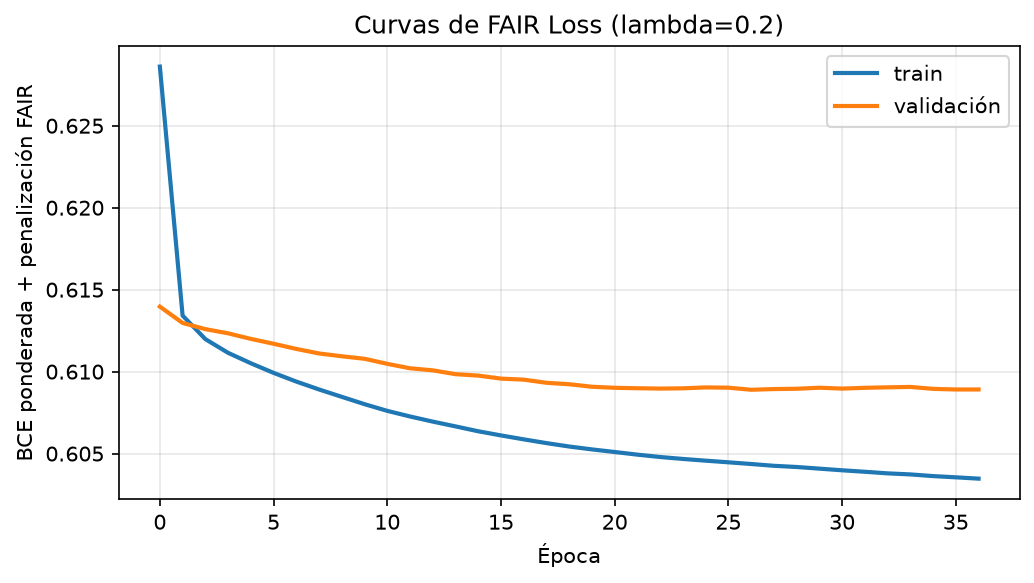 Curvas de FAIR Loss (lambda=0.2)
train
validación
BCE ponderada + penalización FAIR
0.625
0.620
0.615
0.610
0.605
0
5
10
15
20
25
30
35
Época